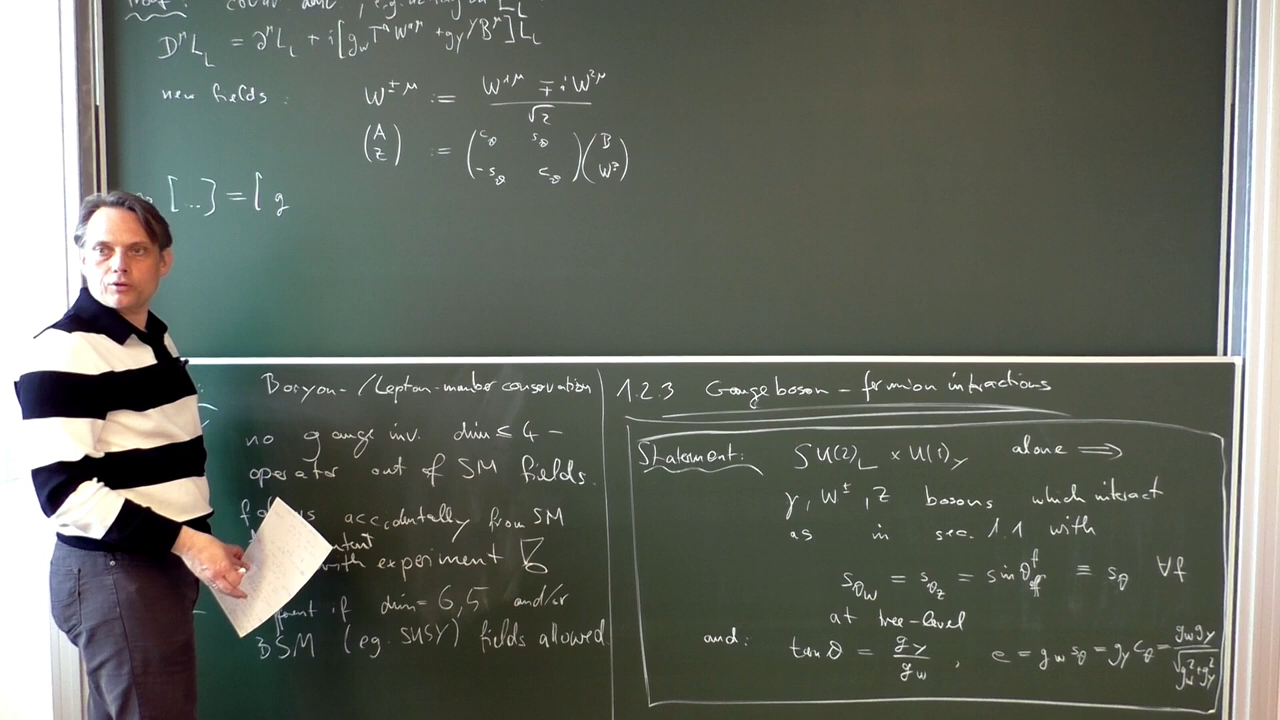 Proof: covar.
D^μ L_L = ∂^μ L_L + i[g_W T^a W^{aμ} + g_Y Y B^μ] L_L
new fields: W^{±μ} := (W^{1μ} ∓ i W^{2μ}) / √2
(A Z) := (c_θ s_θ -s_θ c_θ)(B W^3)
[...] = [ g
Baryon-/Lepton-number conservation
no gauge inv. dim ≤ 4 -
operator out of SM fields.
accidentally from SM
with experiment
if dim = 6,5 and/or
BSM (eg. SUSY) fields allowed
1.2.3 Gauge boson - fermion interactions
Statement: SU(2)_L × U(1)_Y alone ⟹
γ, W^±, Z bosons which interact
as in sec. 1.1 with
s_{θ_W} = s_{θ_Z} = sin θ^f_{eff} ≡ s_θ ∀f
at tree-level
and: tan θ = g_Y / g_W , e = g_W s_θ = g_Y c_θ = g_W g_Y / √(g_W^2 + g_Y^2)